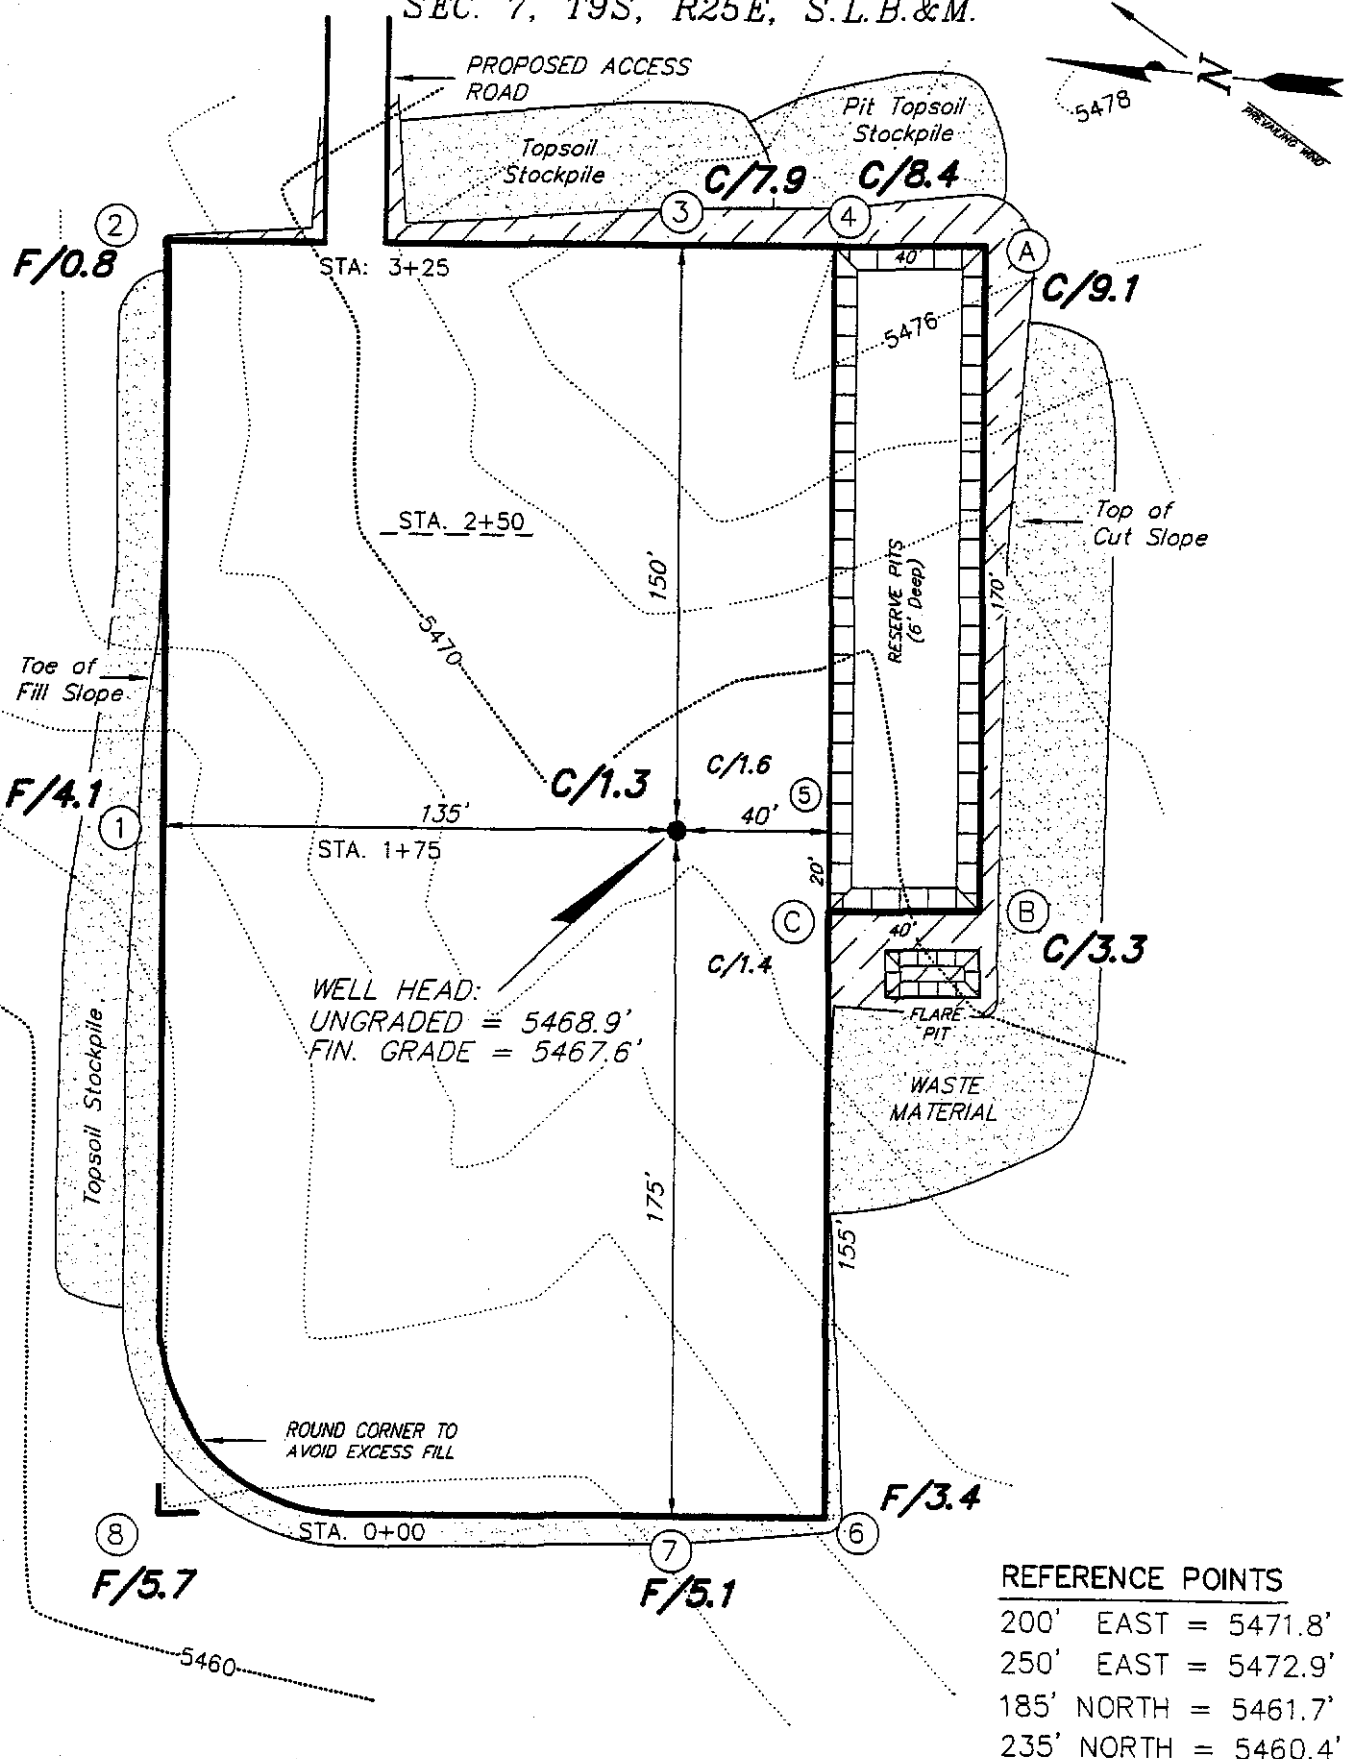 SEC. 7, T9S, R25E, S.L.B.&M.
PROPOSED ACCESS
ROAD
N
PREVAILING WIND
5478
Topsoil
Stockpile
Pit Topsoil
Stockpile
C/7.9
C/8.4
2
3
4
A
F/0.8
STA: 3+25
40'
C/9.1
5476
Top of
Cut Slope
STA. 2+50
150'
RESERVE PITS
(6' Deep)
170'
5470
Toe of
Fill Slope
F/4.1
C/1.3
C/1.6
5
1
135'
40'
STA. 1+75
20'
C
40'
B
C/3.3
C/1.4
WELL HEAD:
UNGRADED = 5468.9'
FIN. GRADE = 5467.6'
FLARE
PIT
WASTE
MATERIAL
Topsoil Stockpile
175'
155'
ROUND CORNER TO
AVOID EXCESS FILL
F/3.4
8
STA. 0+00
7
6
F/5.7
F/5.1
5460
REFERENCE POINTS
200' EAST = 5471.8'
250' EAST = 5472.9'
185' NORTH = 5461.7'
235' NORTH = 5460.4'